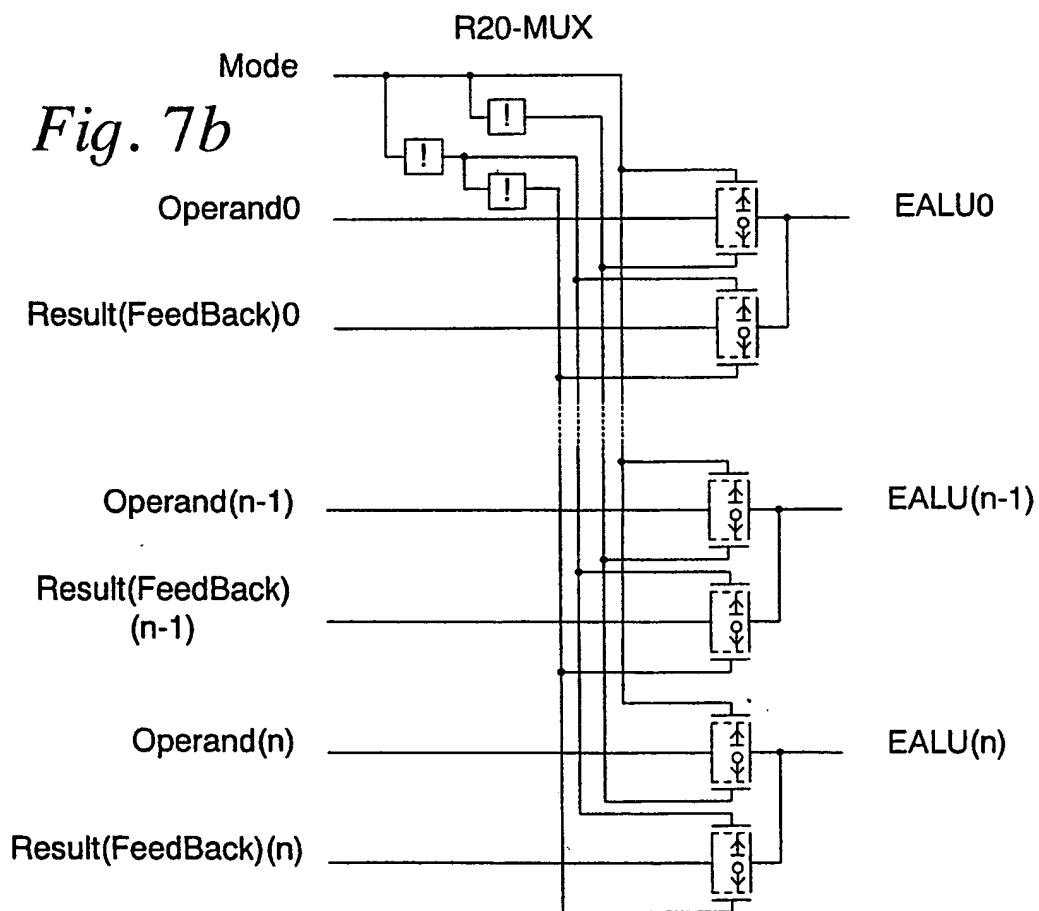 R20-MUX
Mode
Fig. 7b
!
!
!
Operand0
EALU0
Result(FeedBack)0
Operand(n-1)
EALU(n-1)
Result(FeedBack)
(n-1)
Operand(n)
EALU(n)
Result(FeedBack)(n)